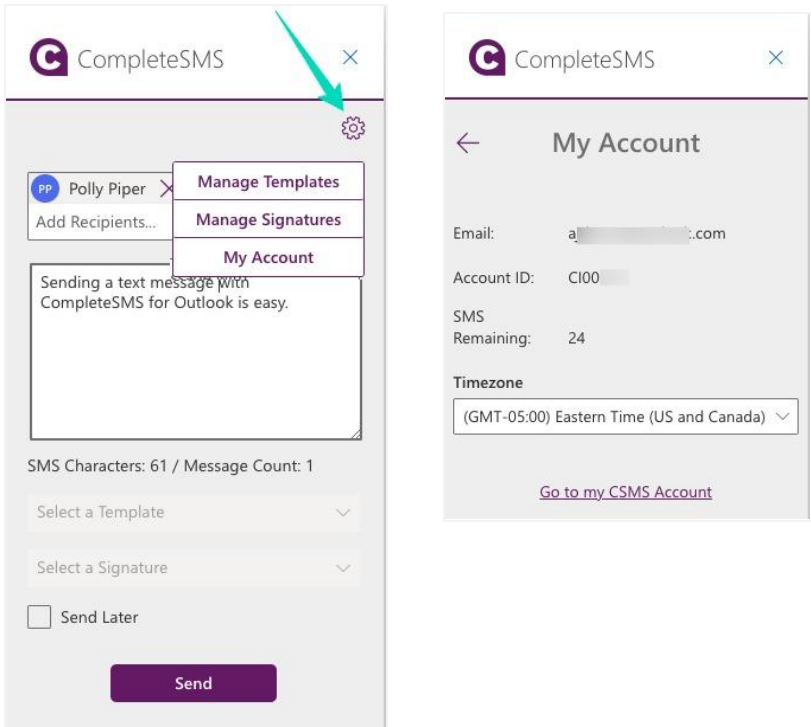 CompleteSMS
PP Polly Piper
Add Recipients...
Manage Templates
Manage Signatures
My Account
Sending a text message with
CompleteSMS for Outlook is easy.
SMS Characters: 61 / Message Count: 1
Select a Template
Select a Signature
Send Later
Send
CompleteSMS
My Account
Email: a .com
Account ID: CI00
SMS
Remaining: 24
Timezone
(GMT-05:00) Eastern Time (US and Canada)
Go to my CSMS Account